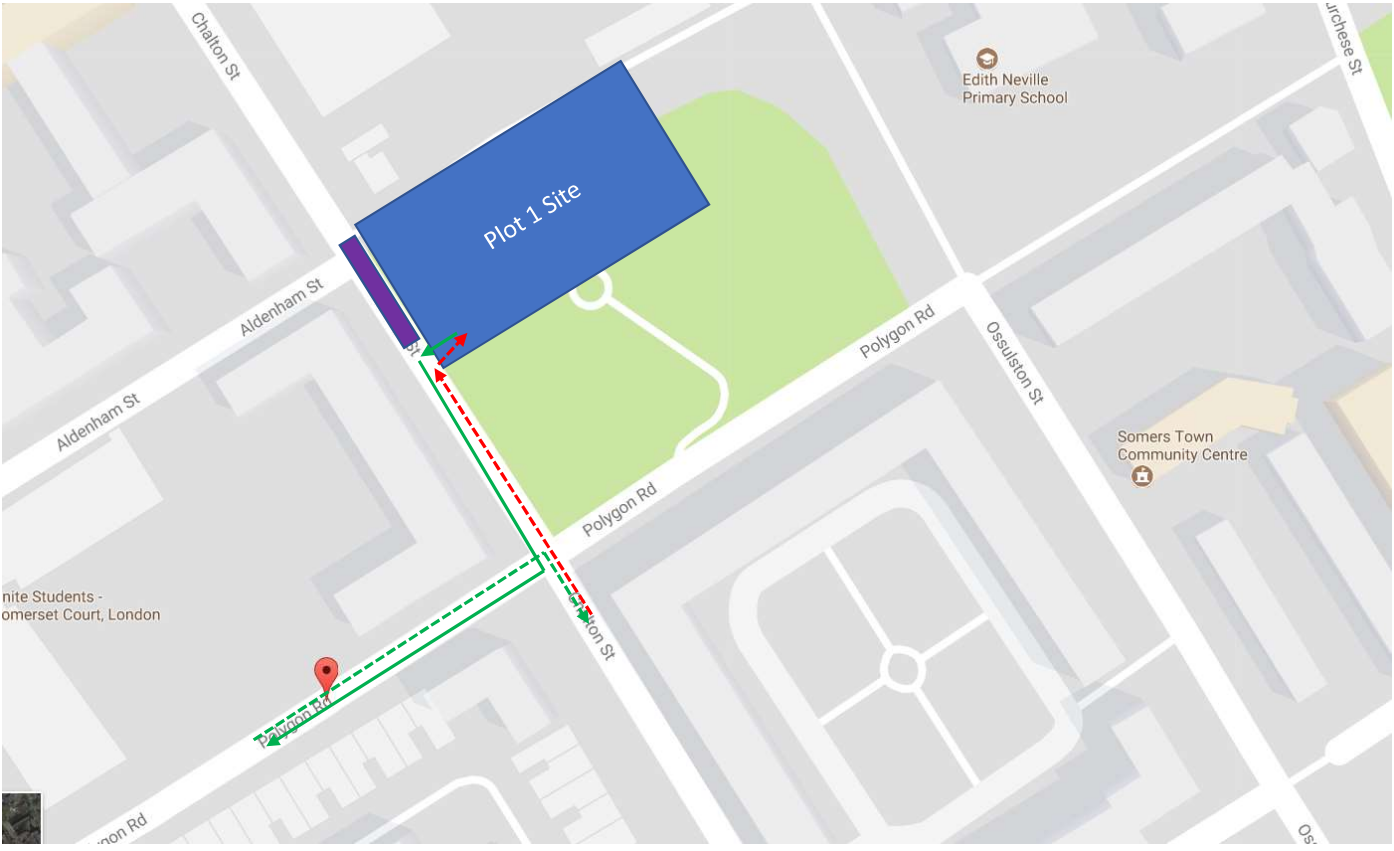 Chalton St
urchese St
Edith Neville
Primary School
Plot 1 Site
Aldenham St
St
Polygon Rd
Ossulston St
Aldenham St
Somers Town
Community Centre
Polygon Rd
nite Students -
omerset Court, London
Chalton St
Polygon Rd
ygon Rd
Oss